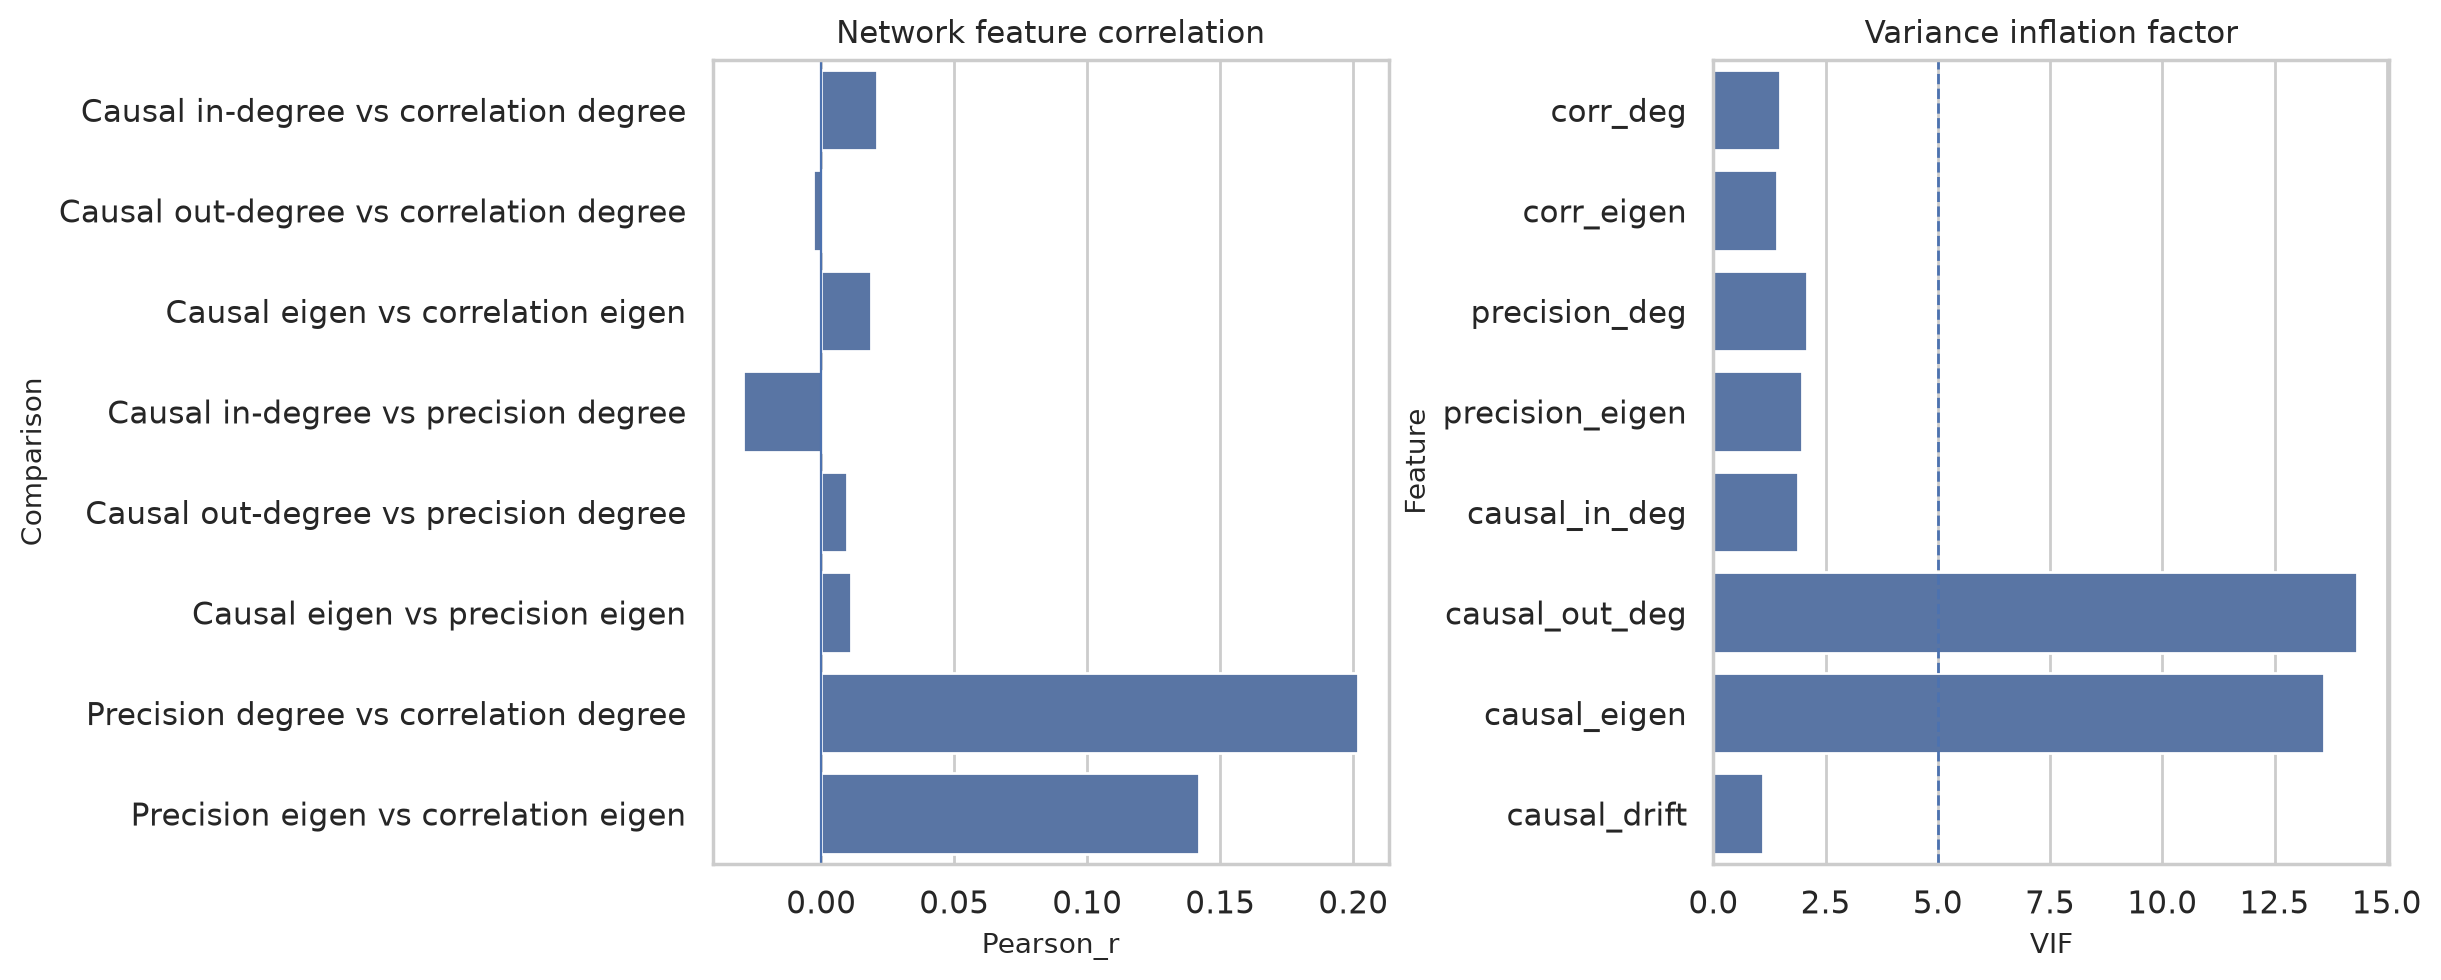 Network feature correlation
Comparison
Causal in-degree vs correlation degree
Causal out-degree vs correlation degree
Causal eigen vs correlation eigen
Causal in-degree vs precision degree
Causal out-degree vs precision degree
Causal eigen vs precision eigen
Precision degree vs correlation degree
Precision eigen vs correlation eigen
0.00 0.05 0.10 0.15 0.20
Pearson_r
Variance inflation factor
Feature
corr_deg
corr_eigen
precision_deg
precision_eigen
causal_in_deg
causal_out_deg
causal_eigen
causal_drift
0.0 2.5 5.0 7.5 10.0 12.5 15.0
VIF